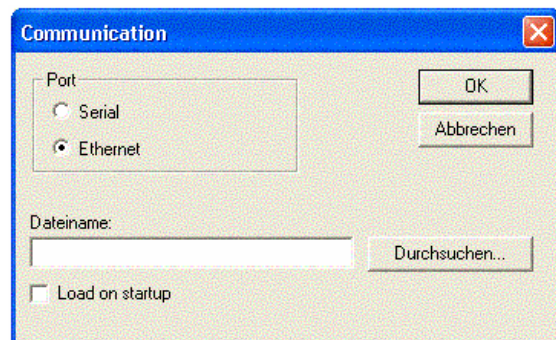 Communication
Port
Serial
Ethernet
OK
Abbrechen
Dateiname:
Durchsuchen...
Load on startup